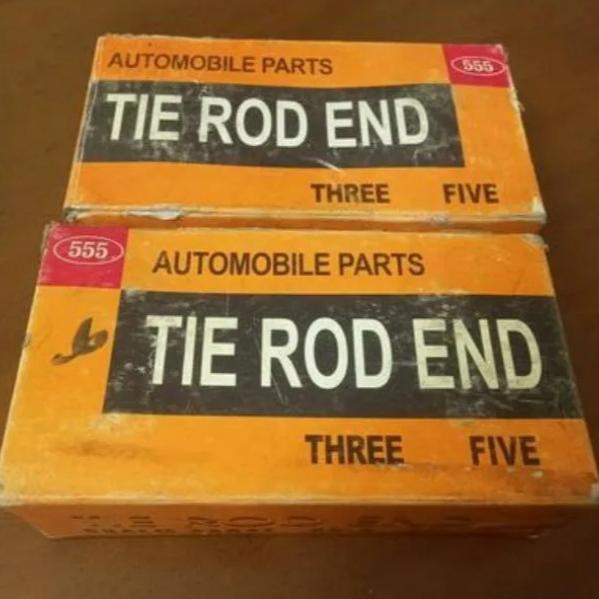 AUTOMOBILE PARTS
555
TIE ROD END
THREE FIVE
555
AUTOMOBILE PARTS
TIE ROD END
THREE FIVE